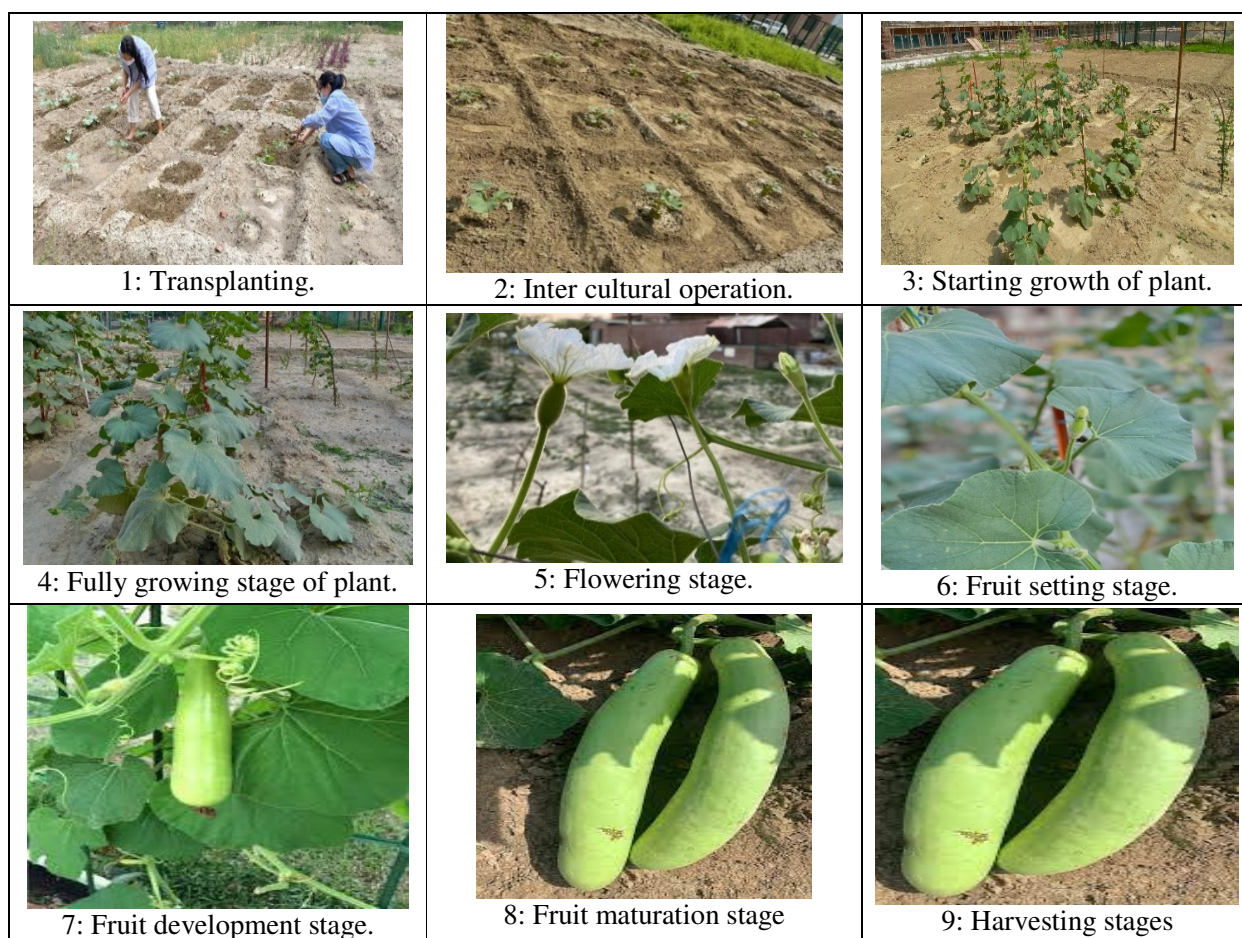 1: Transplanting.
2: Inter cultural operation.
3: Starting growth of plant.
4: Fully growing stage of plant.
5: Flowering stage.
6: Fruit setting stage.
7: Fruit development stage.
8: Fruit maturation stage
9: Harvesting stages